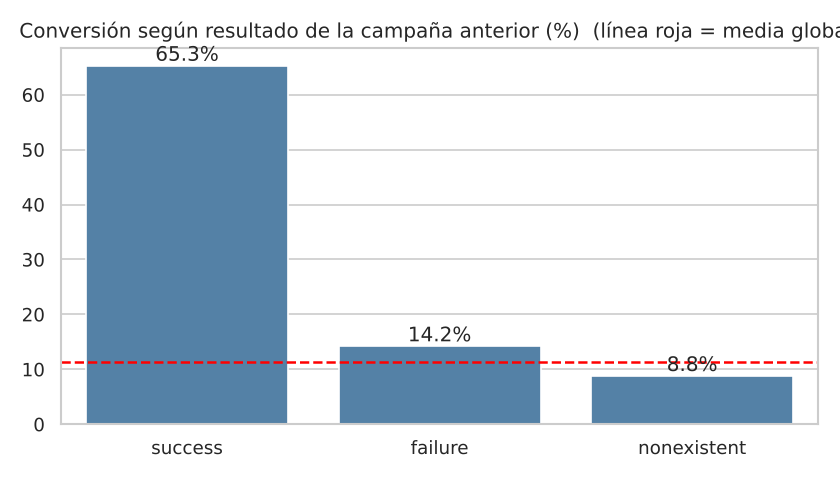 Conversión según resultado de la campaña anterior (%)  (línea roja = media globa
65.3%
60
50
40
30
20
10
0
14.2%
8.8%
success
failure
nonexistent